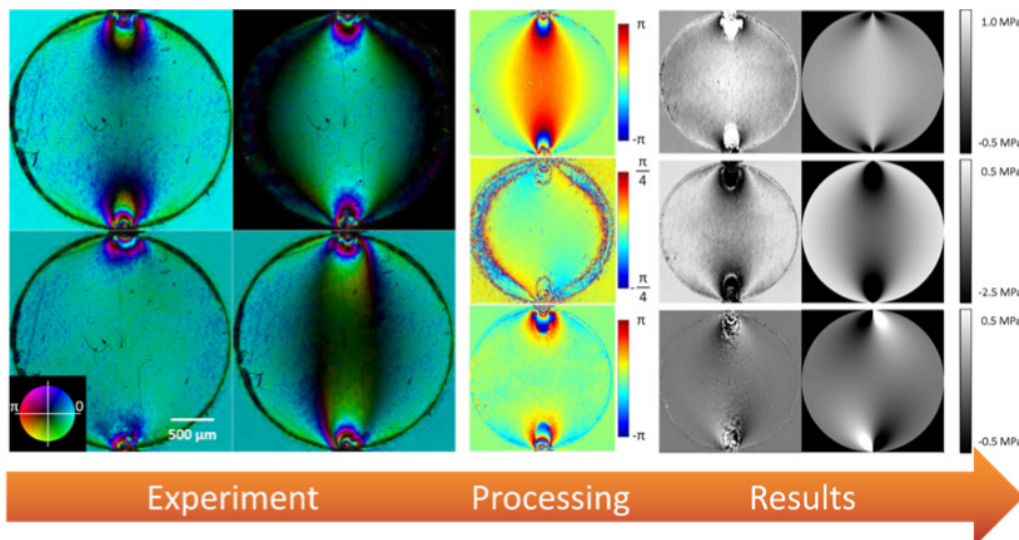 π
-π
π
4
-π
4
π
-π
1.0 MPa
-0.5 MPa
0.5 MPa
-2.5 MPa
0.5 MPa
-0.5 MPa
π 0
500 µm
Experiment Processing Results